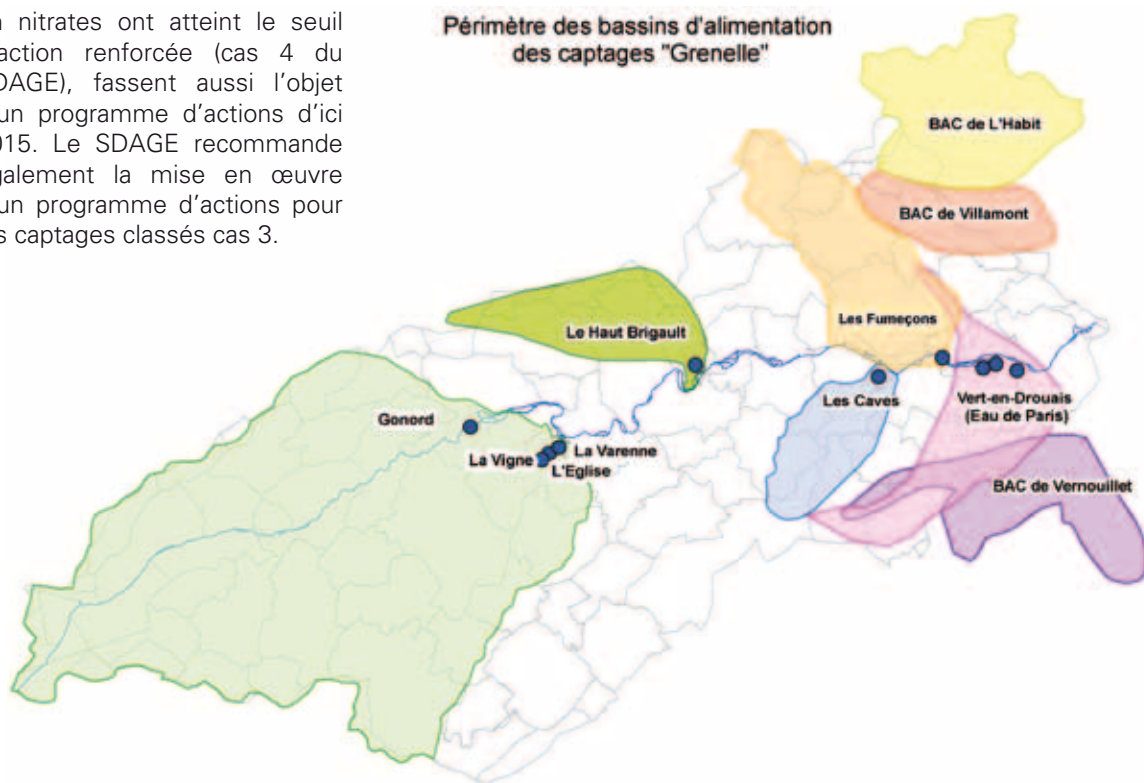 n nitrates ont atteint le seuil
action renforcée (cas 4 du
DAGE), fassent aussi l'objet
un programme d'actions d'ici
015. Le SDAGE recommande
galement la mise en œuvre
un programme d'actions pour
s captages classés cas 3.
Périmètre des bassins d'alimentation
des captages "Grenelle"
BAC de L'Habit
BAC de Villamont
Les Fumeçons
Le Haut Brigault
Les Caves
Vert-en-Drouais
(Eau de Paris)
Gonord
La Vigne
La Varenne
L'Eglise
BAC de Vernouillet